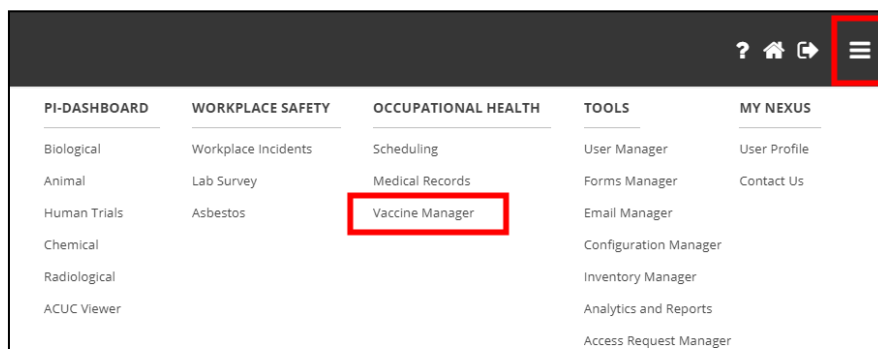 ?
PI-DASHBOARD
Biological
Animal
Human Trials
Chemical
Radiological
ACUC Viewer
WORKPLACE SAFETY
Workplace Incidents
Lab Survey
Asbestos
OCCUPATIONAL HEALTH
Scheduling
Medical Records
Vaccine Manager
TOOLS
User Manager
Forms Manager
Email Manager
Configuration Manager
Inventory Manager
Analytics and Reports
Access Request Manager
MY NEXUS
User Profile
Contact Us